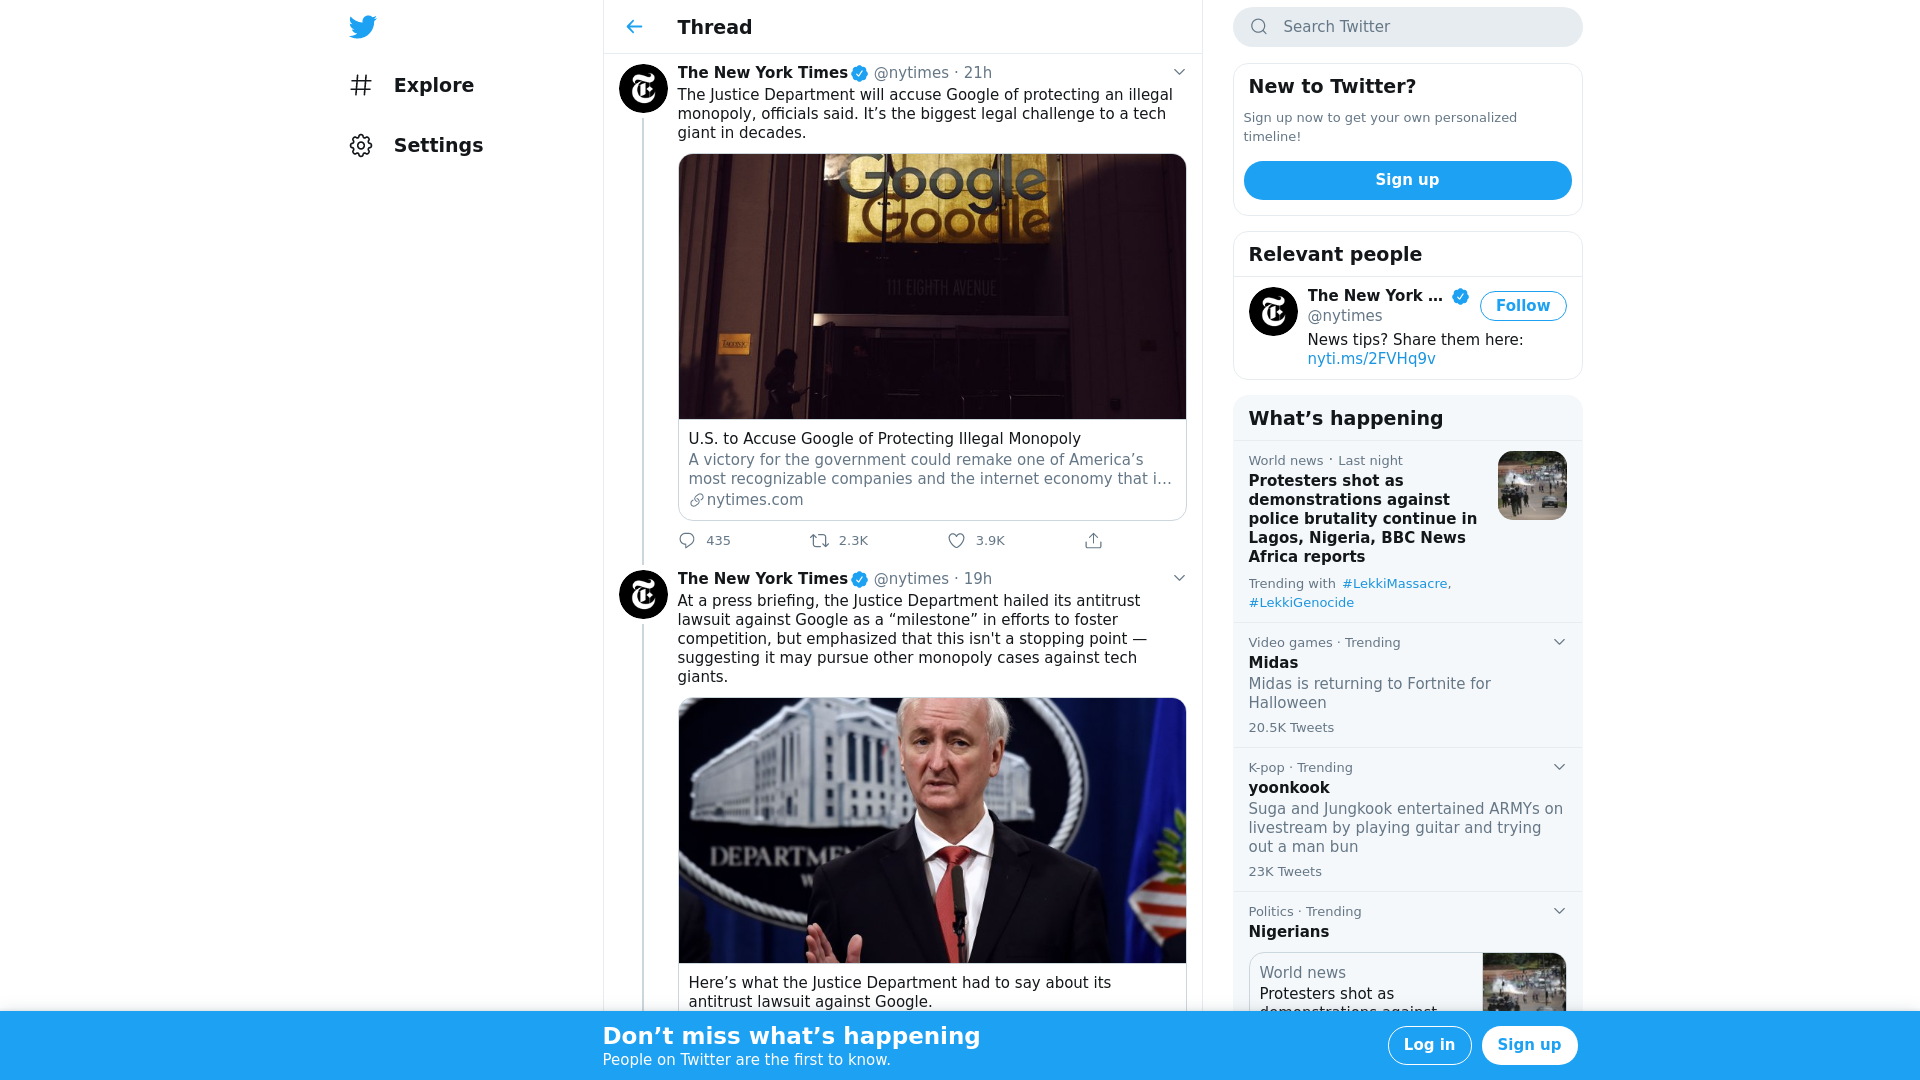 Explore
Settings
Thread
The New York Times @nytimes · 21h
The Justice Department will accuse Google of protecting an illegal
monopoly, officials said. It’s the biggest legal challenge to a tech
giant in decades.
Google
Google
111 EIGHTH AVENUE
U.S. to Accuse Google of Protecting Illegal Monopoly
A victory for the government could remake one of America’s
most recognizable companies and the internet economy that i…
nytimes.com
435 2.3K 3.9K
The New York Times @nytimes · 19h
At a press briefing, the Justice Department hailed its antitrust
lawsuit against Google as a “milestone” in efforts to foster
competition, but emphasized that this isn't a stopping point —
suggesting it may pursue other monopoly cases against tech
giants.
Here’s what the Justice Department had to say about its
antitrust lawsuit against Google.
Search Twitter
New to Twitter?
Sign up now to get your own personalized
timeline!
Sign up
Relevant people
The New York …
@nytimes
Follow
News tips? Share them here:
nyti.ms/2FVHq9v
What’s happening
World news · Last night
Protesters shot as
demonstrations against
police brutality continue in
Lagos, Nigeria, BBC News
Africa reports
Trending with #LekkiMassacre,
#LekkiGenocide
Video games · Trending
Midas
Midas is returning to Fortnite for
Halloween
20.5K Tweets
K-pop · Trending
yoonkook
Suga and Jungkook entertained ARMYs on
livestream by playing guitar and trying
out a man bun
23K Tweets
Politics · Trending
Nigerians
World news
Protesters shot as
demonstrations against
Don’t miss what’s happening
People on Twitter are the first to know.
Log in
Sign up